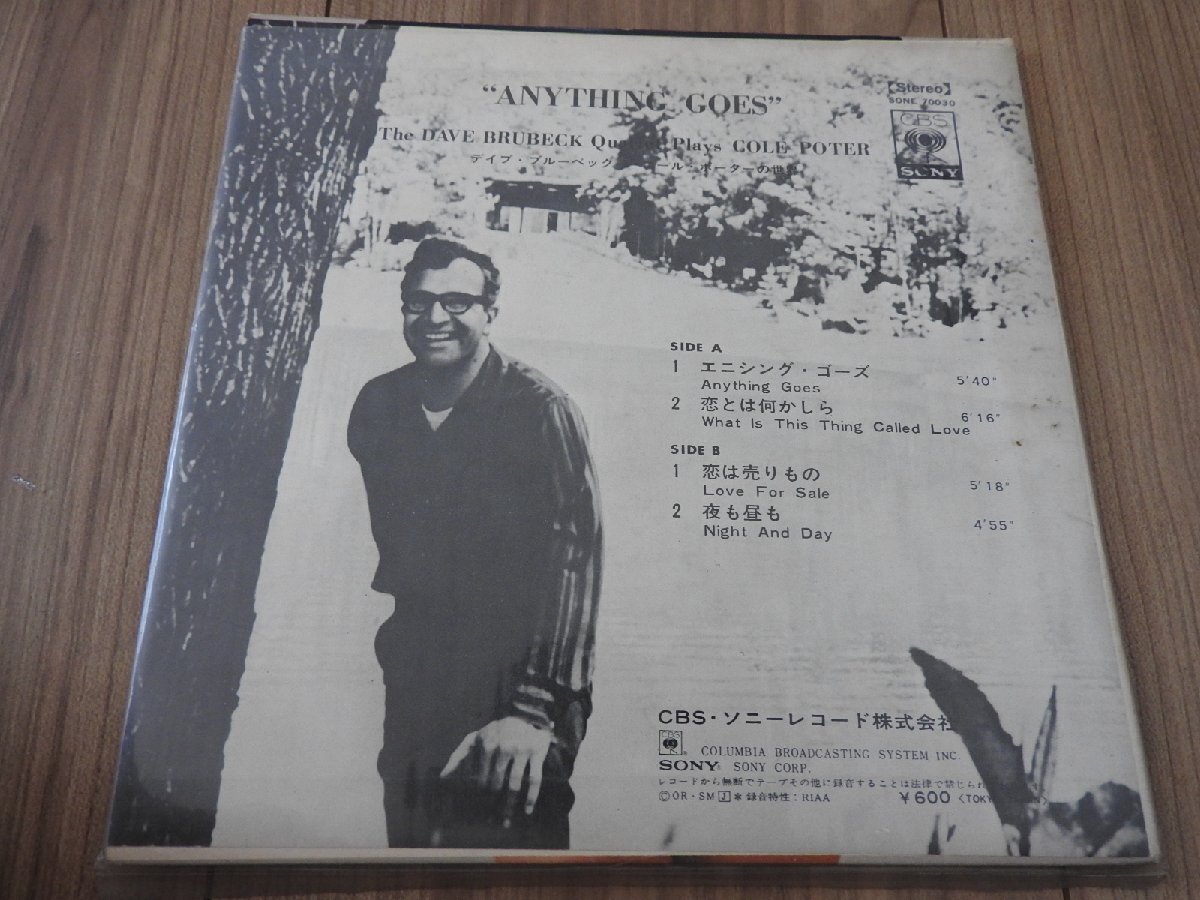 “ANYTHING GOES”
【Stereo】
SONE 70030
CBS
SONY
The DAVE BRUBECK Plays COLE POTER
デイブ・ブルーベック ポーターの世界
SIDE A
1 エニシング・ゴーズ 5'40"
Anything Goes
2 恋とは何かしら 6'16"
What Is This Thing Called Love
SIDE B
1 恋は売りもの 5'18"
Love For Sale
2 夜も昼も 4'55"
Night And Day
CBS・ソニーレコード株式会社
CBS
COLUMBIA BROADCASTING SYSTEM INC.
SONY SONY CORP.
レコードから無断でテープその他に録音することは法律で禁じられ
ⒸOR・SM J ＊ 録音特性:RIAA ￥600